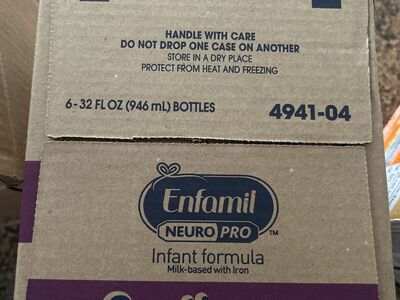 HANDLE WITH CARE
DO NOT DROP ONE CASE ON ANOTHER
STORE IN A DRY PLACE
PROTECT FROM HEAT AND FREEZING
6-32 FL OZ (946 mL) BOTTLES 4941-04
Enfamil
NEURO PRO ™
Infant formula
Milk-based with Iron